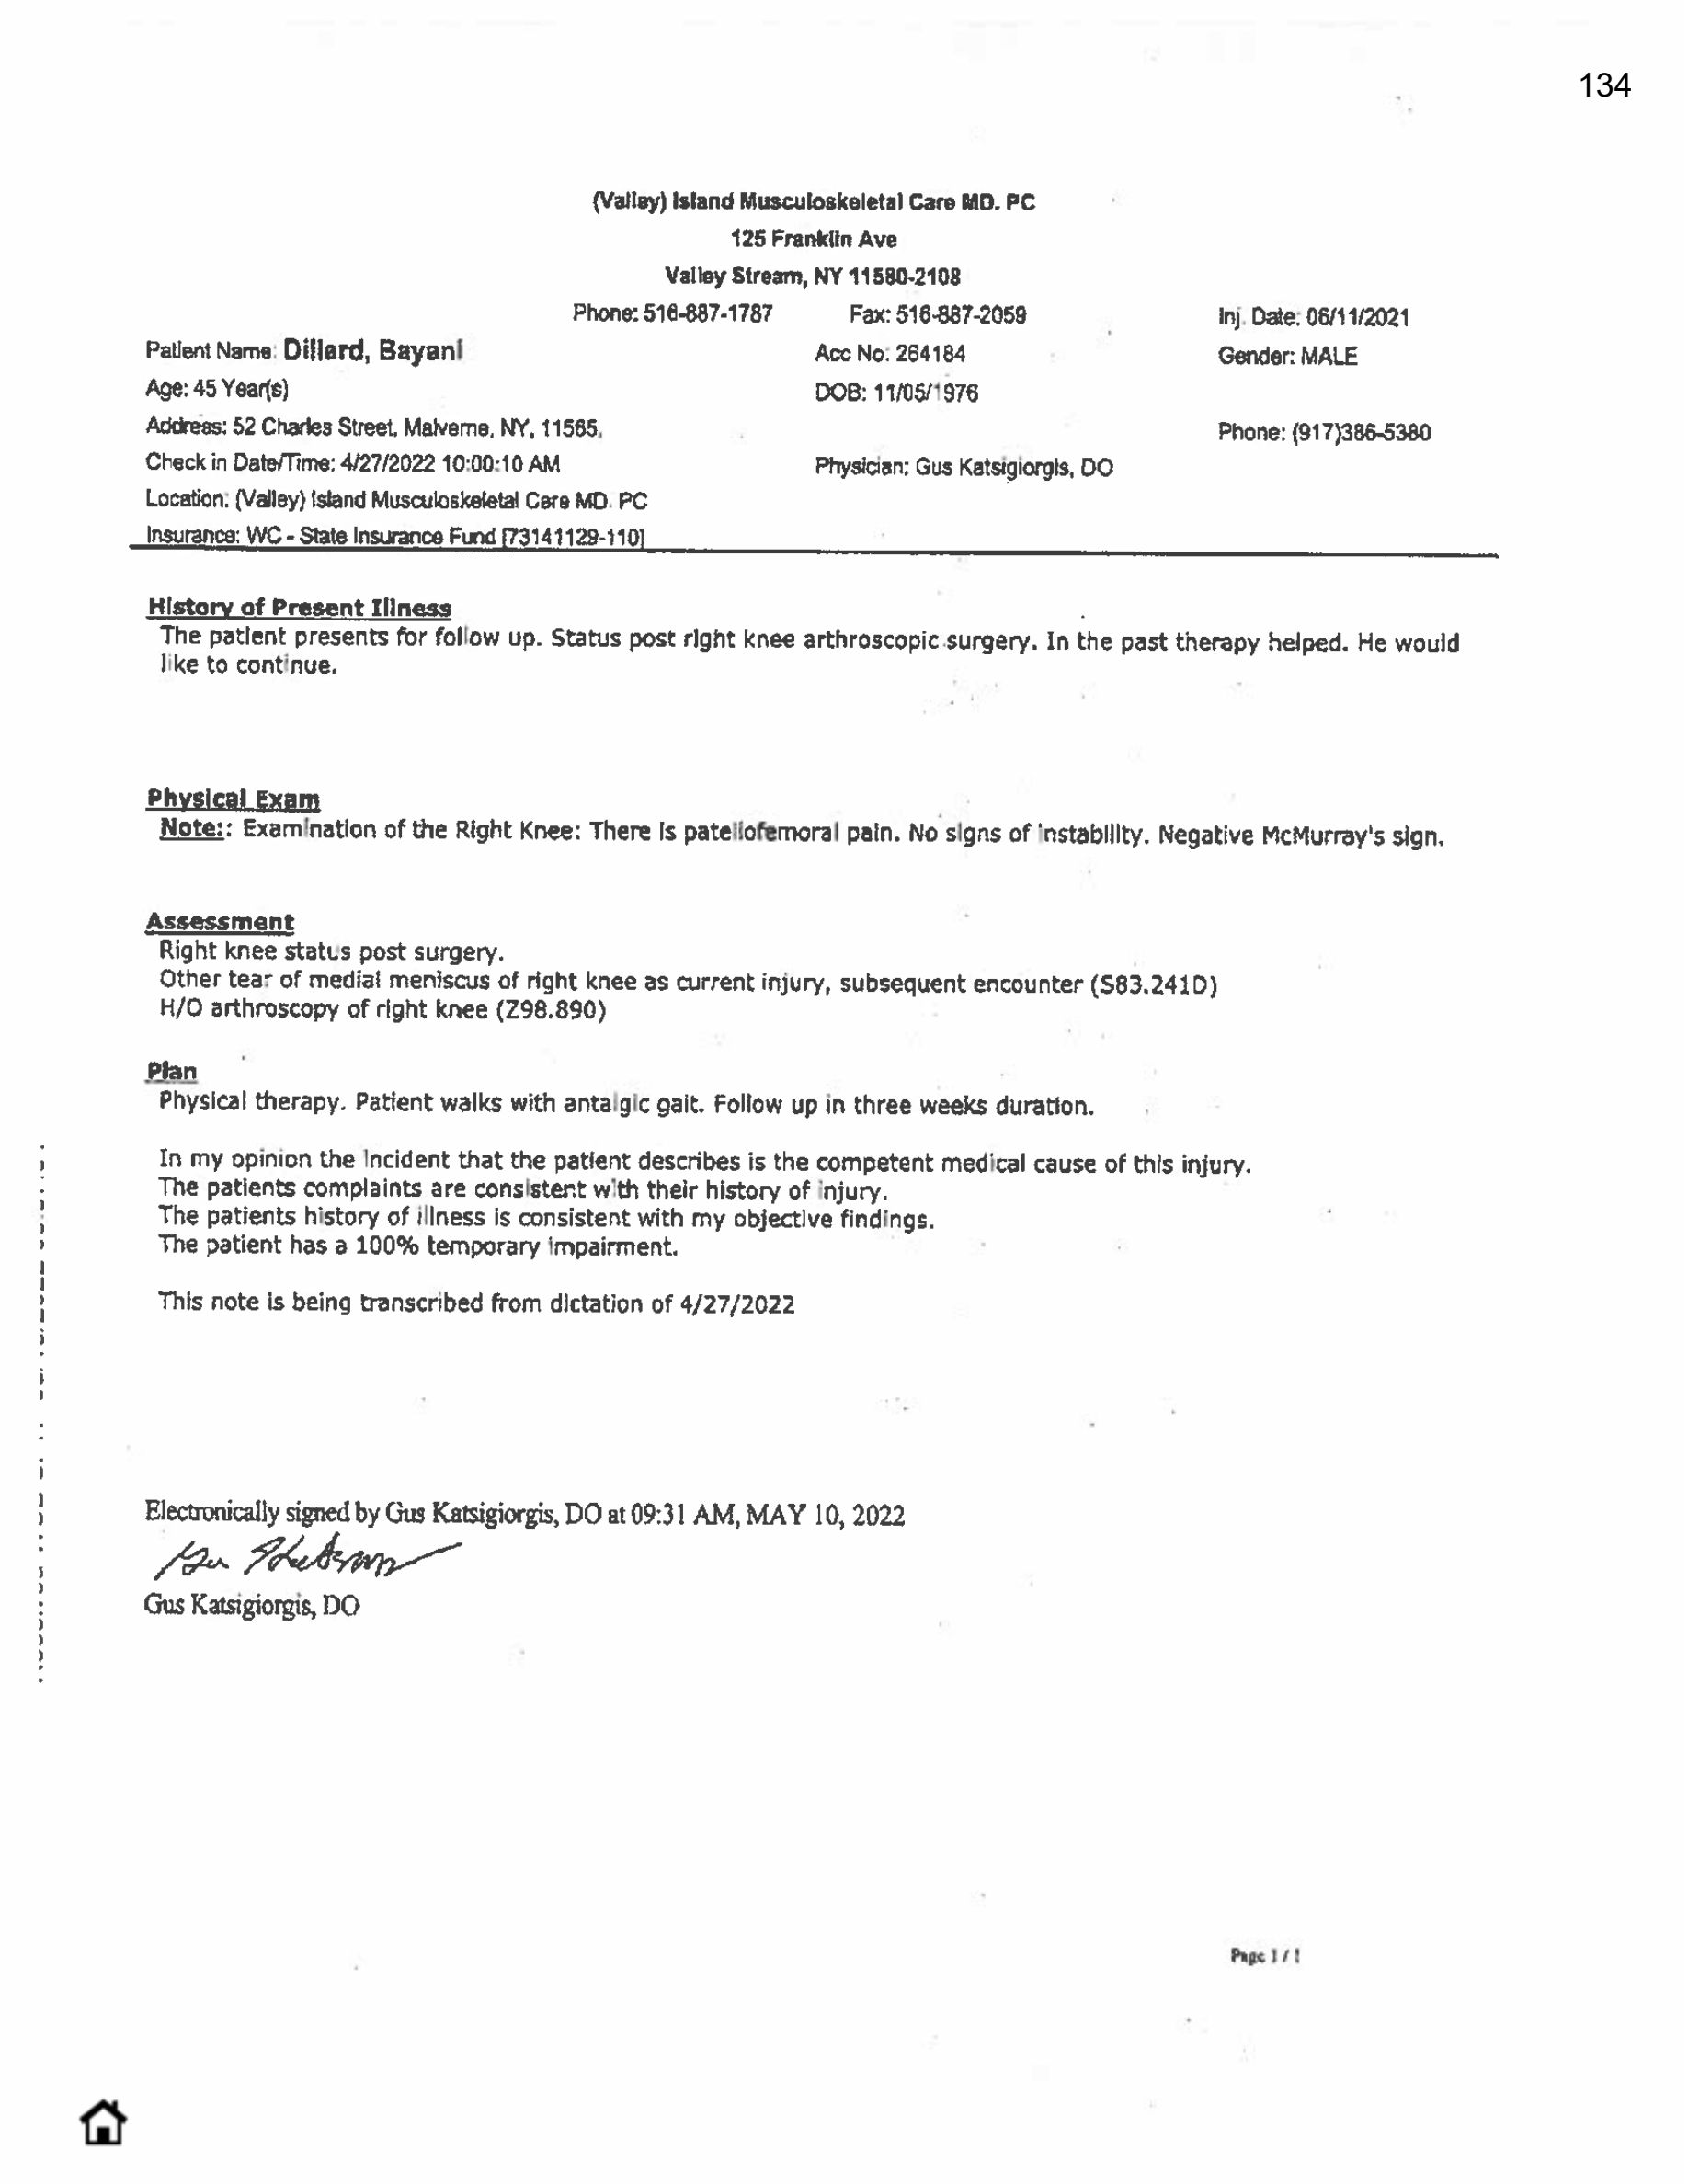 134
(Valley) Island Musculoskeletal Care MD. PC
125 Franklin Ave
Valley Stream, NY 11580-2108
Phone: 516-887-1787 Fax: 516-887-2059 Inj. Date: 06/11/2021
Patient Name: Dillard, Bayani Acc No: 264184 Gender: MALE
Age: 45 Year(s) DOB: 11/05/1976
Address: 52 Charles Street, Malverne, NY, 11565, Phone: (917)386-5380
Check in Date/Time: 4/27/2022 10:00:10 AM Physician: Gus Katsigiorgis, DO
Location: (Valley) Island Musculoskeletal Care MD. PC
Insurance: WC - State Insurance Fund [73141129-110]
History of Present Illness
The patient presents for follow up. Status post right knee arthroscopic surgery. In the past therapy helped. He would
like to continue.
Physical Exam
Note:: Examination of the Right Knee: There is patellofemoral pain. No signs of instability. Negative McMurray's sign.
Assessment
Right knee status post surgery.
Other tear of medial meniscus of right knee as current injury, subsequent encounter (S83.241D)
H/O arthroscopy of right knee (Z98.890)
Plan
Physical therapy. Patient walks with antalgic gait. Follow up in three weeks duration.
In my opinion the incident that the patient describes is the competent medical cause of this injury.
The patients complaints are consistent with their history of injury.
The patients history of illness is consistent with my objective findings.
The patient has a 100% temporary impairment.
This note is being transcribed from dictation of 4/27/2022
Electronically signed by Gus Katsigiorgis, DO at 09:31 AM, MAY 10, 2022
Gus Katsigiorgis, DO
Page 1 / 1